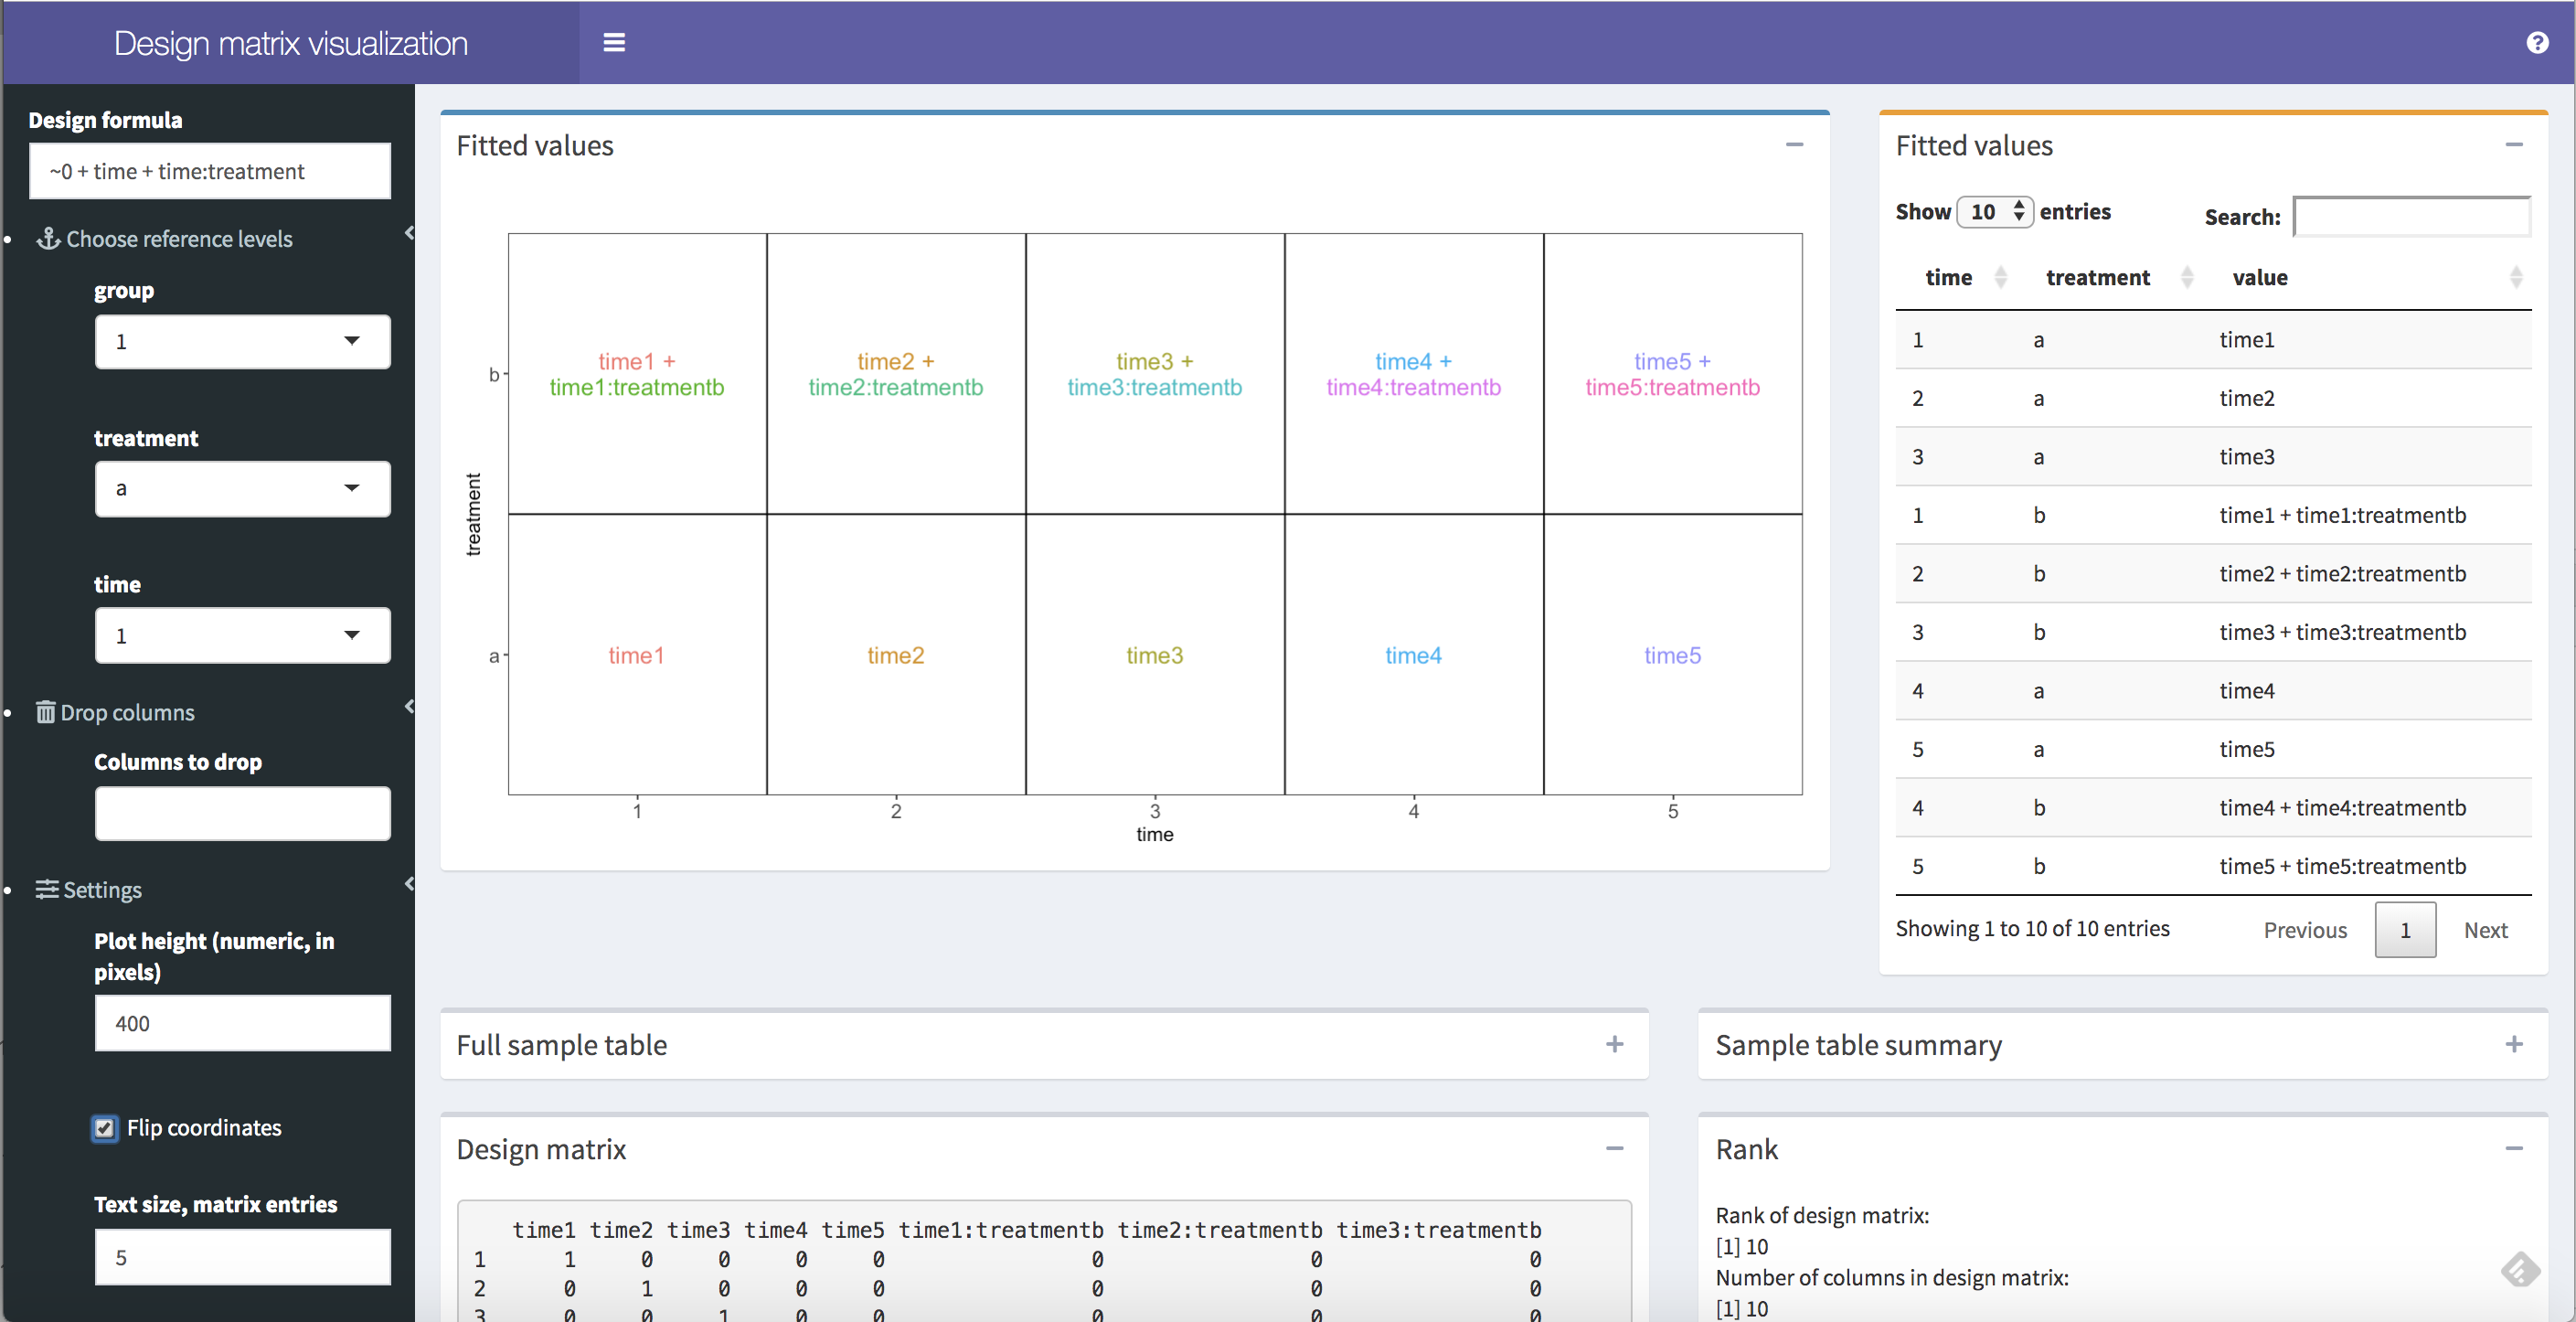 Design matrix visualization
Design formula
~0 + time + time:treatment
Choose reference levels
group
1
treatment
a
time
1
Drop columns
Columns to drop
Settings
Plot height (numeric, in
pixels)
400
Flip coordinates
Text size, matrix entries
5
Fitted values
time1 +
time1:treatmentb
time2 +
time2:treatmentb
time3 +
time3:treatmentb
time4 +
time4:treatmentb
time5 +
time5:treatmentb
b
treatment
a
time1
time2
time3
time4
time5
1
2
3
4
5
time
Fitted values
Show 10 entries
Search:
time treatment value
1 a time1
2 a time2
3 a time3
1 b time1 + time1:treatmentb
2 b time2 + time2:treatmentb
3 b time3 + time3:treatmentb
4 a time4
5 a time5
4 b time4 + time4:treatmentb
5 b time5 + time5:treatmentb
Showing 1 to 10 of 10 entries
Previous 1 Next
Full sample table
Sample table summary
Design matrix
time1 time2 time3 time4 time5 time1:treatmentb time2:treatmentb time3:treatmentb
1 1 0 0 0 0 0 0 0
2 0 1 0 0 0 0 0 0
3 0 0 1 0 0 0 0 0
Rank
Rank of design matrix:
[1] 10
Number of columns in design matrix:
[1] 10